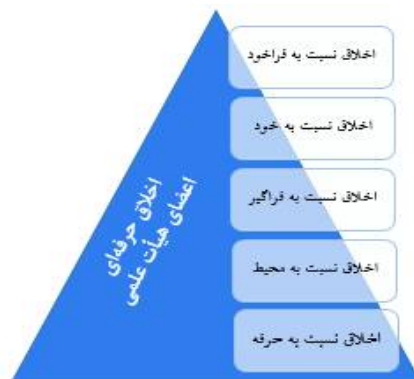 اخلاق نسبت به فراخود
اخلاق نسبت به خود
اخلاق نسبت به فراگیر
اخلاق نسبت به محیط
اخلاق نسبت به حرفه
اخلاق حرفه‌ای
اعضای هیأت علمی